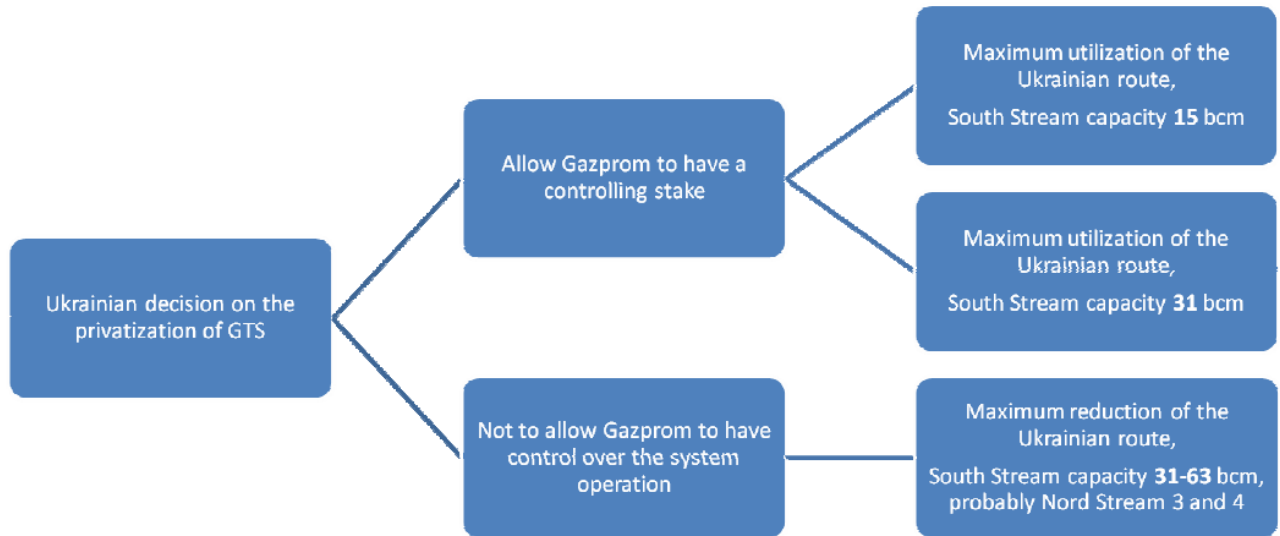 Ukrainian decision on the
privatization of GTS
Allow Gazprom to have a
controlling stake
Not to allow Gazprom to have
control over the system
operation
Maximum utilization of the
Ukrainian route,
South Stream capacity 15 bcm
Maximum utilization of the
Ukrainian route,
South Stream capacity 31 bcm
Maximum reduction of the
Ukrainian route,
South Stream capacity 31-63 bcm,
probably Nord Stream 3 and 4